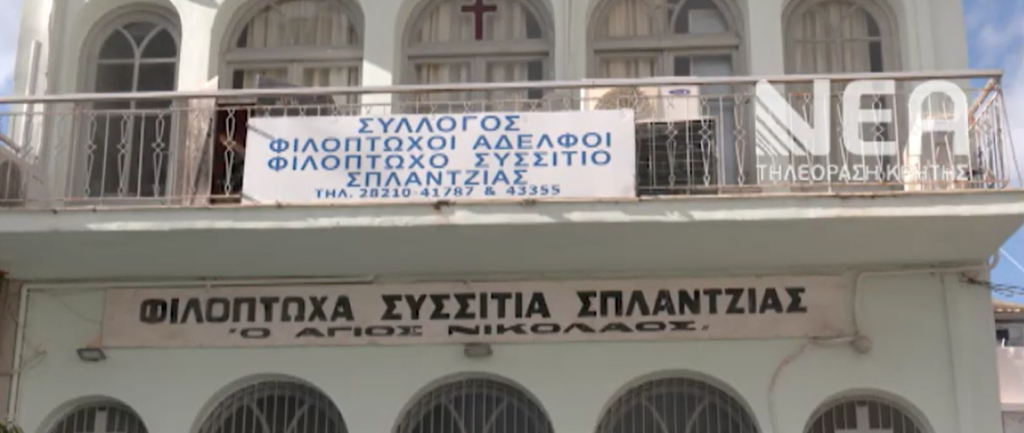 ΣΥΛΛΟΓΟΣ
ΦΙΛΟΠΤΩΧΟΙ ΑΔΕΛΦΟΙ
ΦΙΛΟΠΤΩΧΟ ΣΥΣΣΙΤΙΟ
ΣΠΛΑΝΤΖΙΑΣ
ΤΗΛ. 28210-41787 & 43355
ΝΕΑ
ΤΗΛΕΟΡΑΣΗ ΚΡΗΤΗΣ
ΦΙΛΟΠΤΩΧΑ ΣΥΣΣΙΤΙΑ ΣΠΛΑΝΤΖΙΑΣ
"Ο ΑΓΙΟΣ ΝΙΚΟΛΑΟΣ"